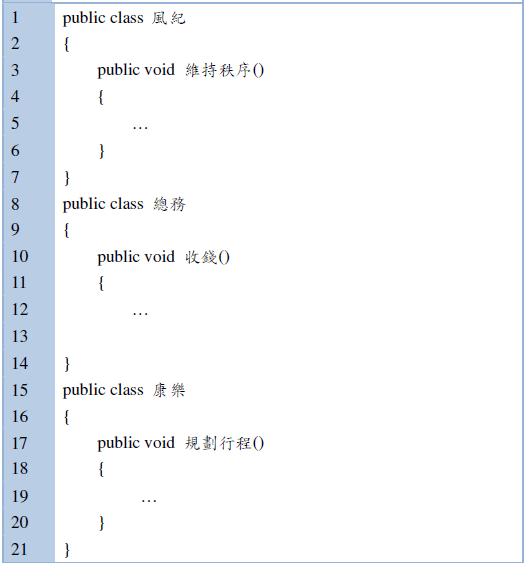 1 public class 風紀
2 {
3 public void 維持秩序()
4 {
5 …
6 }
7 }
8 public class 總務
9 {
10 public void 收錢()
11 {
12 …
13
14 }
15 public class 康樂
16 {
17 public void 規劃行程()
18 {
19 …
20 }
21 }